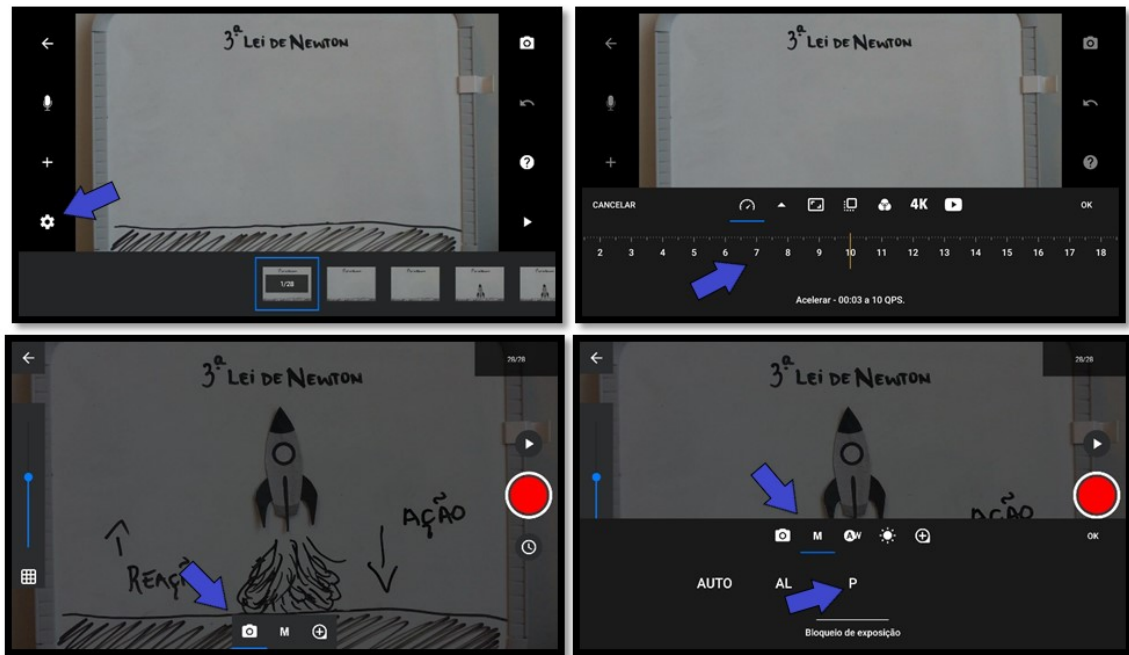 3ª LEI DE NEWTON
1/28
3ª LEI DE NEWTON
CANCELAR
4K
OK
2 3 4 5 6 7 8 9 10 11 12 13 14 15 16 17 18
Acelerar - 00:03 a 10 QPS.
28/28
3ª LEI DE NEWTON
AÇÃO
REAÇÃ
M
28/28
3ª LEI DE NEWTON
AÇÃO
M
AW
OK
AUTO AL P
Bloqueio de exposição